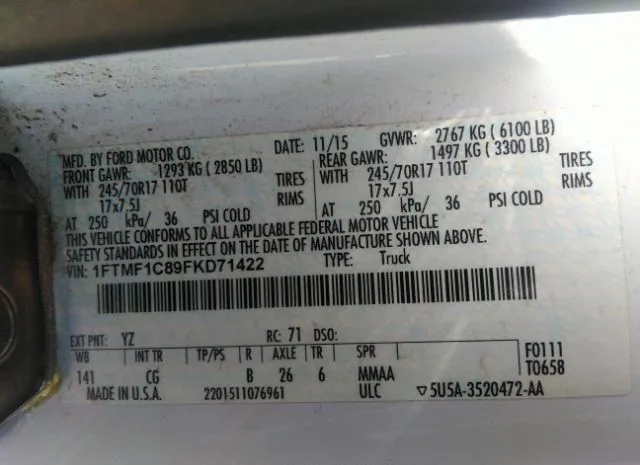 MFD. BY FORD MOTOR CO. DATE: 11/15 GVWR: 2767 KG ( 6100 LB)
FRONT GAWR: 1293 KG ( 2850 LB) REAR GAWR: 1497 KG ( 3300 LB)
WITH 245/70R17 110T TIRES WITH 245/70R17 110T TIRES
17x7.5J RIMS 17x7.5J RIMS
AT 250 kPa/ 36 PSI COLD AT 250 kPa/ 36 PSI COLD
THIS VEHICLE CONFORMS TO ALL APPLICABLE FEDERAL MOTOR VEHICLE
SAFETY STANDARDS IN EFFECT ON THE DATE OF MANUFACTURE SHOWN ABOVE.
VIN: 1FTMF1C89FKD71422 TYPE: Truck
EXT PNT: YZ RC: 71 DSO:
WB INT TR TP/PS R AXLE TR SPR F0111
141 CG B 26 6 MMAA T0658
MADE IN U.S.A. 2201511076961 ULC ▽5U5A-3520472-AA